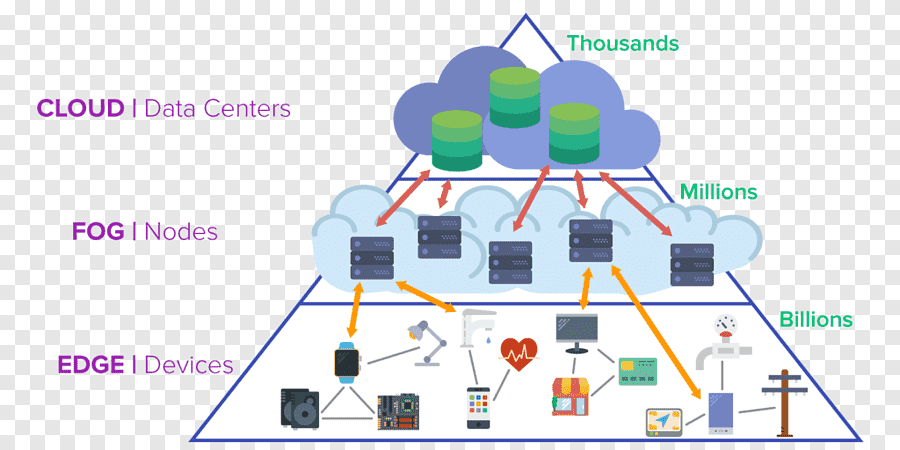 Thousands
CLOUD | Data Centers
Millions
FOG | Nodes
Billions
EDGE | Devices